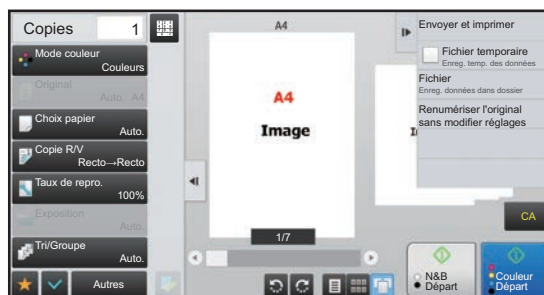 Copies 1
Mode couleur
Couleurs
Original
Auto. A4
Choix papier
Auto.
Copie R/V
Recto→Recto
Taux de repro.
100%
Exposition
Auto.
Tri/Groupe
Auto.
Autres
A4
A4
Image
1/7
Envoyer et imprimer
Fichier temporaire
Enreg. temp. des données
Fichier
Enreg. données dans dossier
Renumériser l'original
sans modifier réglages
CA
N&B
Départ
Couleur
Départ